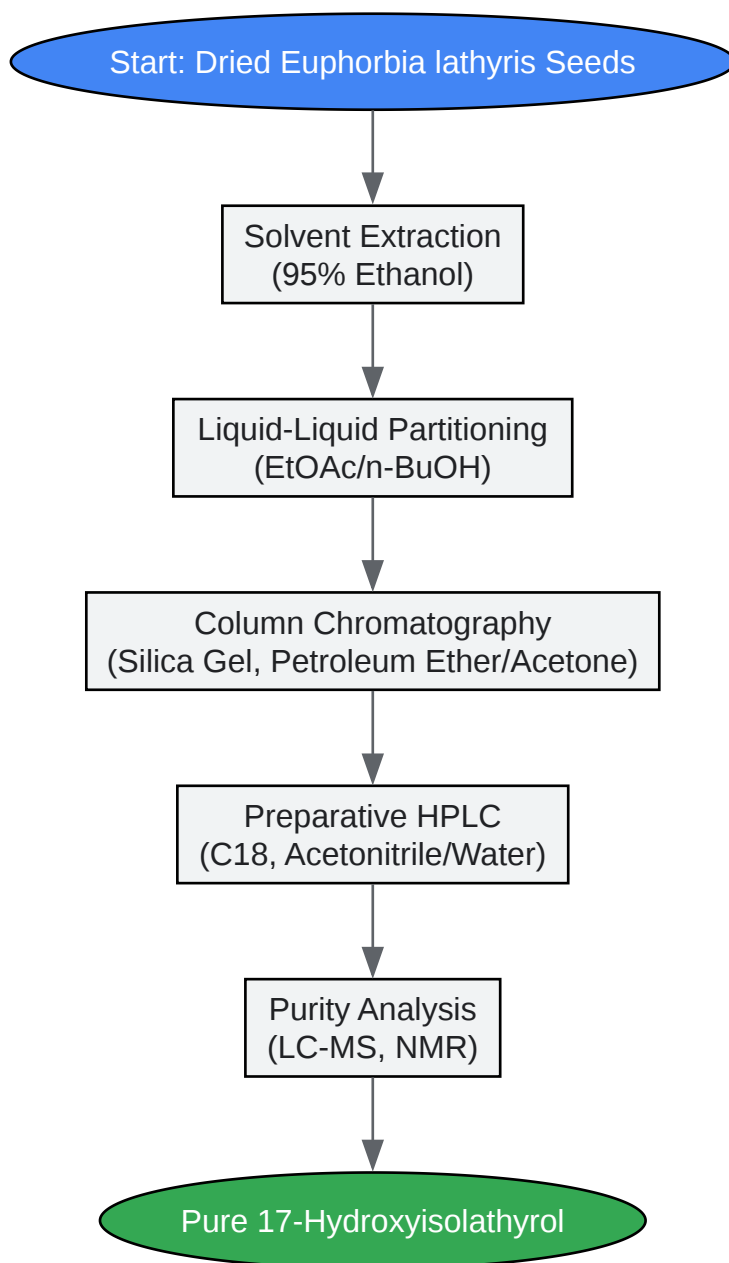 Start: Dried Euphorbia lathyris Seeds
Solvent Extraction
(95% Ethanol)
Liquid-Liquid Partitioning
(EtOAc/n-BuOH)
Column Chromatography
(Silica Gel, Petroleum Ether/Acetone)
Preparative HPLC
(C18, Acetonitrile/Water)
Purity Analysis
(LC-MS, NMR)
Pure 17-Hydroxyisolathyrol